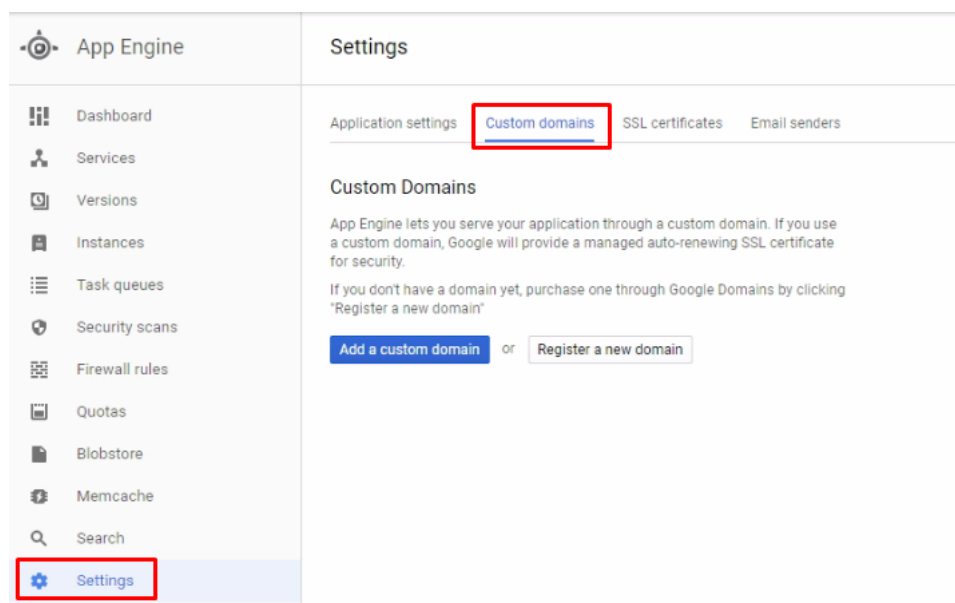 App Engine
Settings
Dashboard
Services
Versions
Instances
Task queues
Security scans
Firewall rules
Quotas
Blobstore
Memcache
Search
Settings
Application settings
Custom domains
SSL certificates
Email senders
Custom Domains
App Engine lets you serve your application through a custom domain. If you use
a custom domain, Google will provide a managed auto-renewing SSL certificate
for security.
If you don't have a domain yet, purchase one through Google Domains by clicking
"Register a new domain"
Add a custom domain or Register a new domain